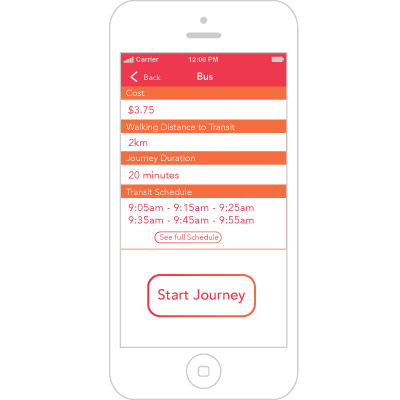 Carrier 12:00 PM
Back Bus
Cost
$3.75
Walking Distance to Transit
2km
Journey Duration
20 minutes
Transit Schedule
9:05am - 9:15am - 9:25am
9:35am - 9:45am - 9:55am
See full Schedule
Start Journey